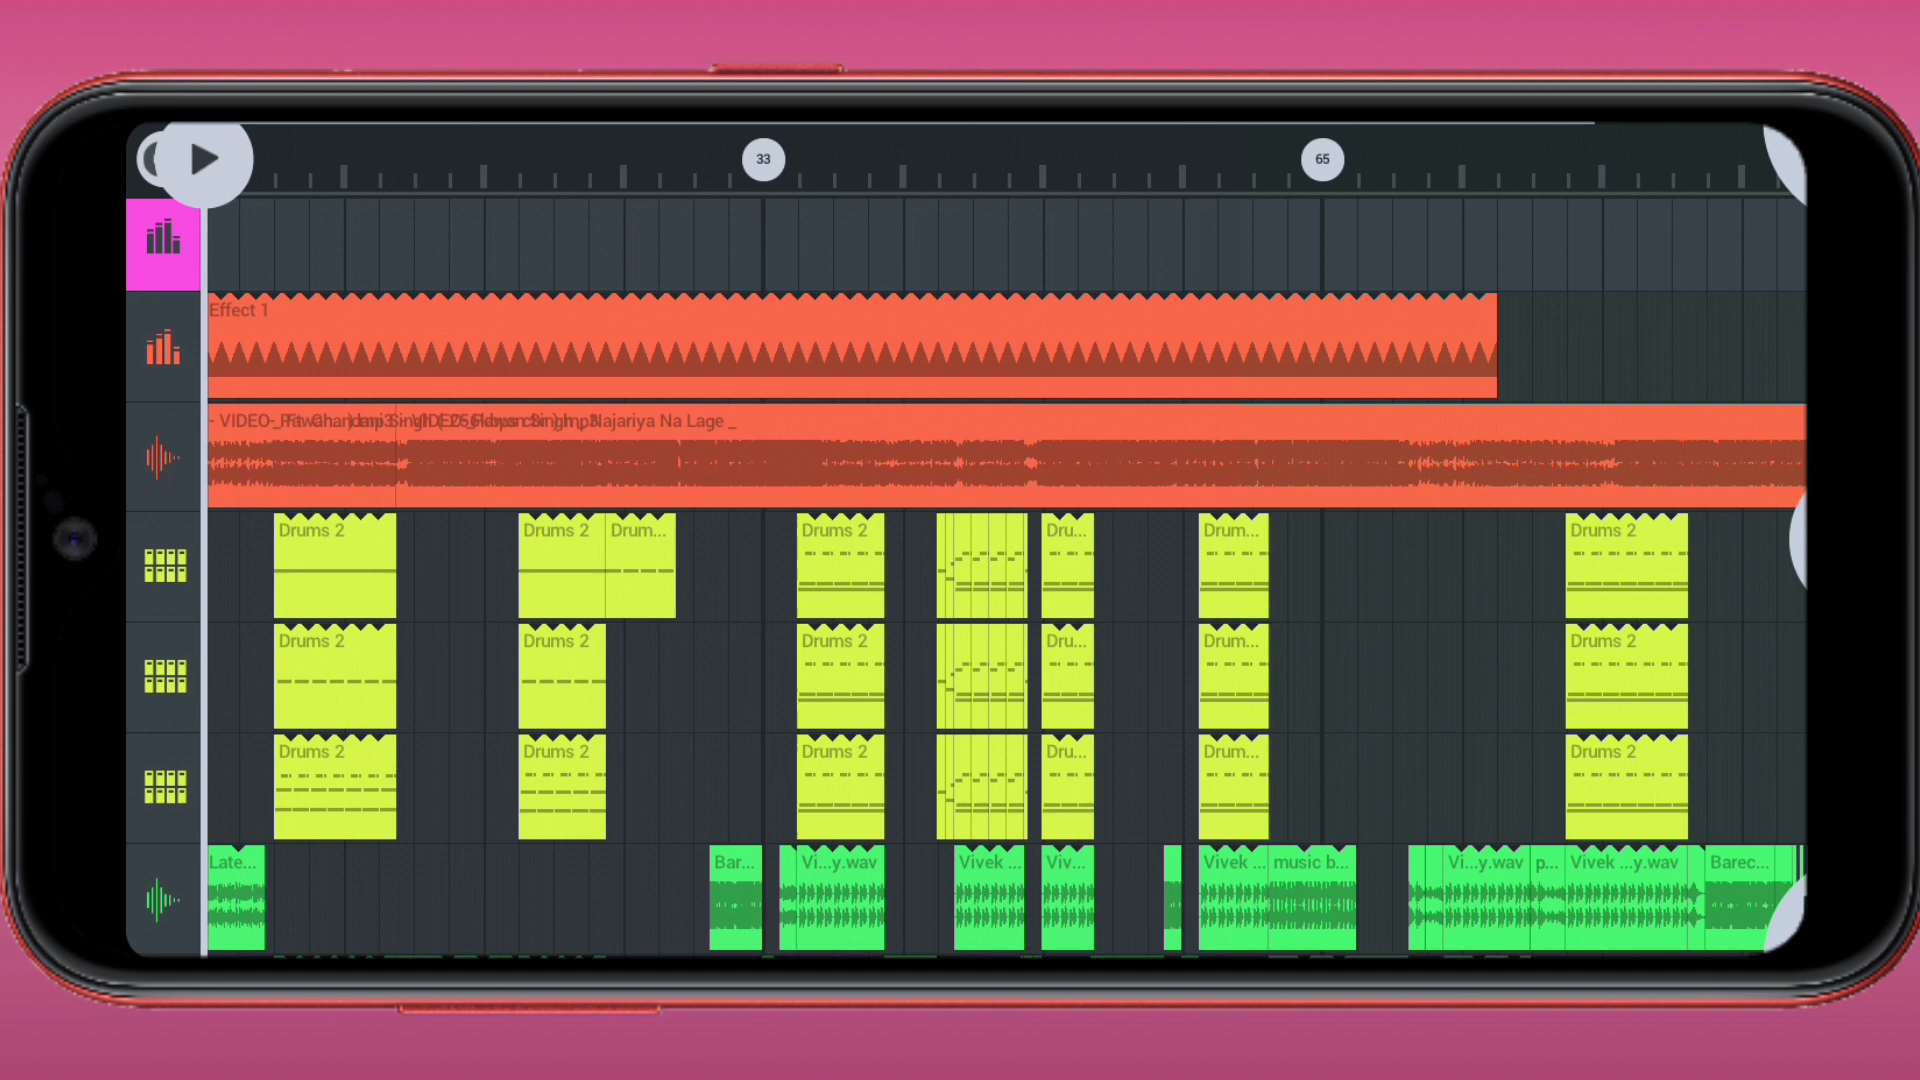 33
65
Effect 1
- VIDEO- Najariya Na Lage _
Drums 2
Drums 2
Drum...
Drums 2
Dru...
Drum...
Drums 2
Drums 2
Drums 2
Drums 2
Dru...
Drum...
Drums 2
Drums 2
Drums 2
Drums 2
Dru...
Drum...
Drums 2
Late...
Bar...
Vi...y.wav
Vivek ...
Viv...
Vivek ...
music b...
Vi...y.wav
p...
Vivek ...y.wav
Barec...